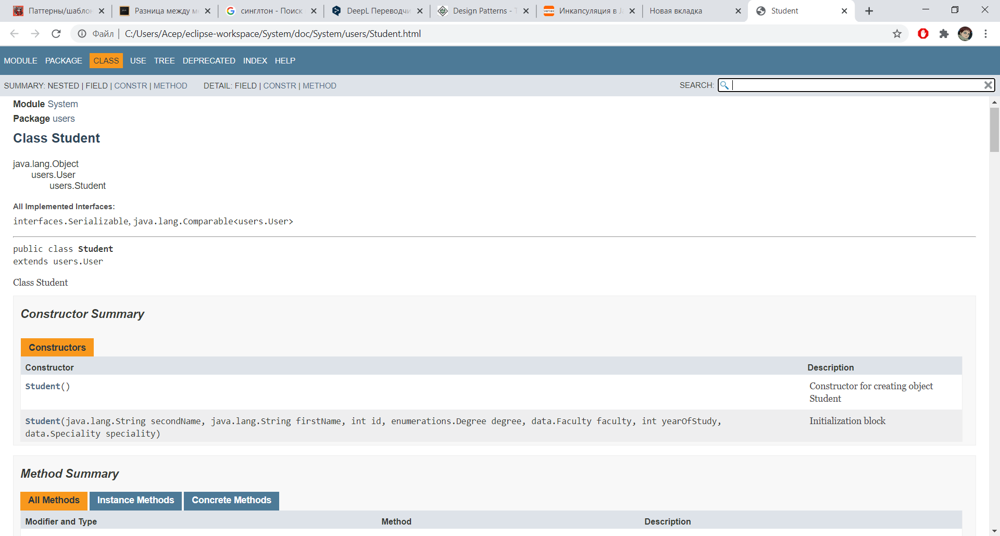 Паттерны/шаблон
Разница между м
синглтон - Поиск
DeepL Переводчи
Design Patterns - T
Инкапсуляция в Ja
Новая вкладка
Student
Файл
C:/Users/Acep/eclipse-workspace/System/doc/System/users/Student.html
MODULE PACKAGE CLASS USE TREE DEPRECATED INDEX HELP
SUMMARY: NESTED | FIELD | CONSTR | METHOD DETAIL: FIELD | CONSTR | METHOD SEARCH:
Module System
Package users
Class Student
java.lang.Object
users.User
users.Student
All Implemented Interfaces:
interfaces.Serializable, java.lang.Comparable<users.User>
public class Student
extends users.User
Class Student
Constructor Summary
Constructors
Constructor Description
Student() Constructor for creating object
Student
Student(java.lang.String secondName, java.lang.String firstName, int id, enumerations.Degree degree, data.Faculty faculty, int yearOfStudy, Initialization block
data.Speciality speciality)
Method Summary
All Methods Instance Methods Concrete Methods
Modifier and Type Method Description